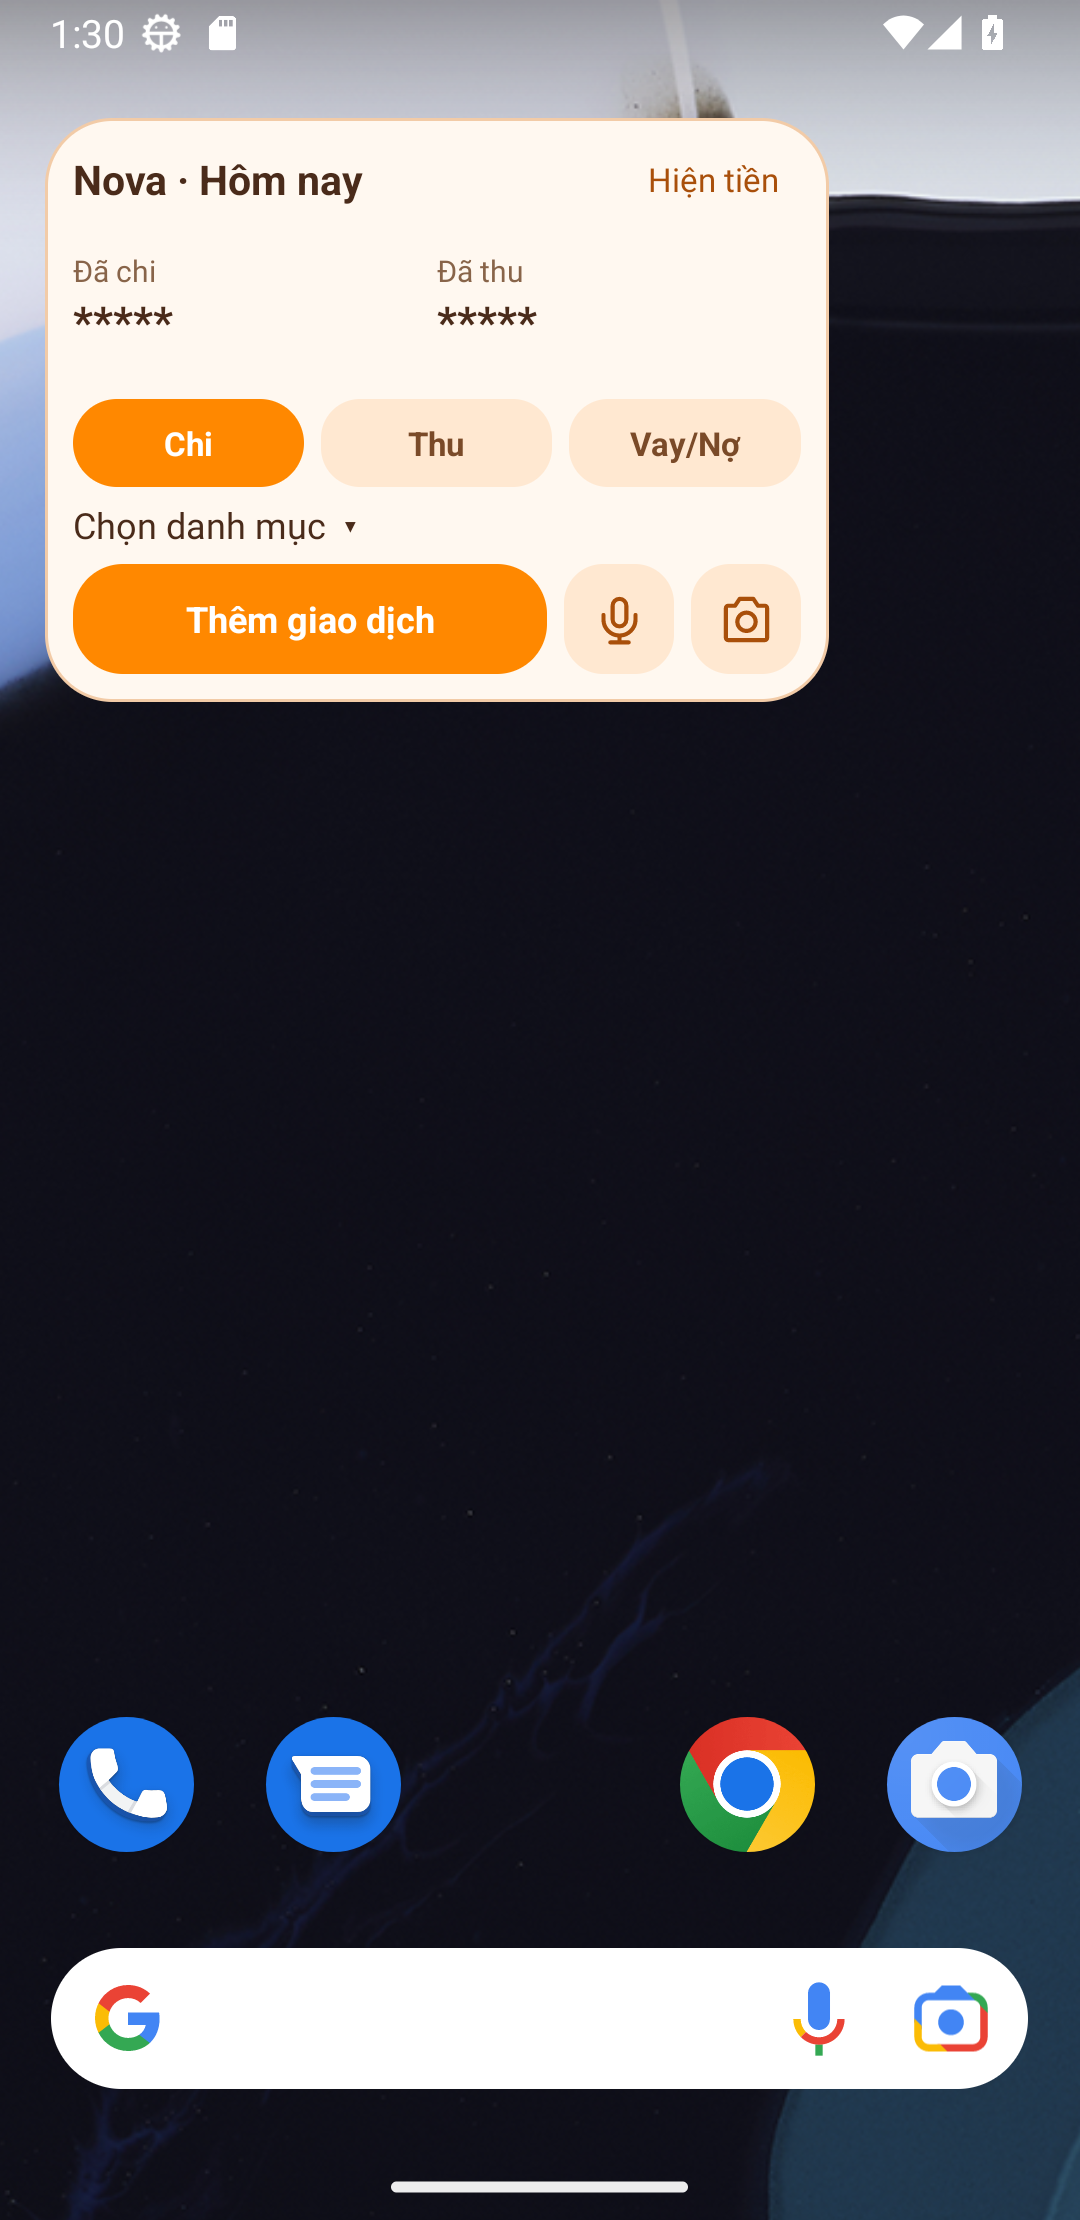 1:30
Nova · Hôm nay
Hiện tiền
Đã chi
Đã thu
*****
*****
Chi
Thu
Vay/Nợ
Chọn danh mục ▼
Thêm giao dịch